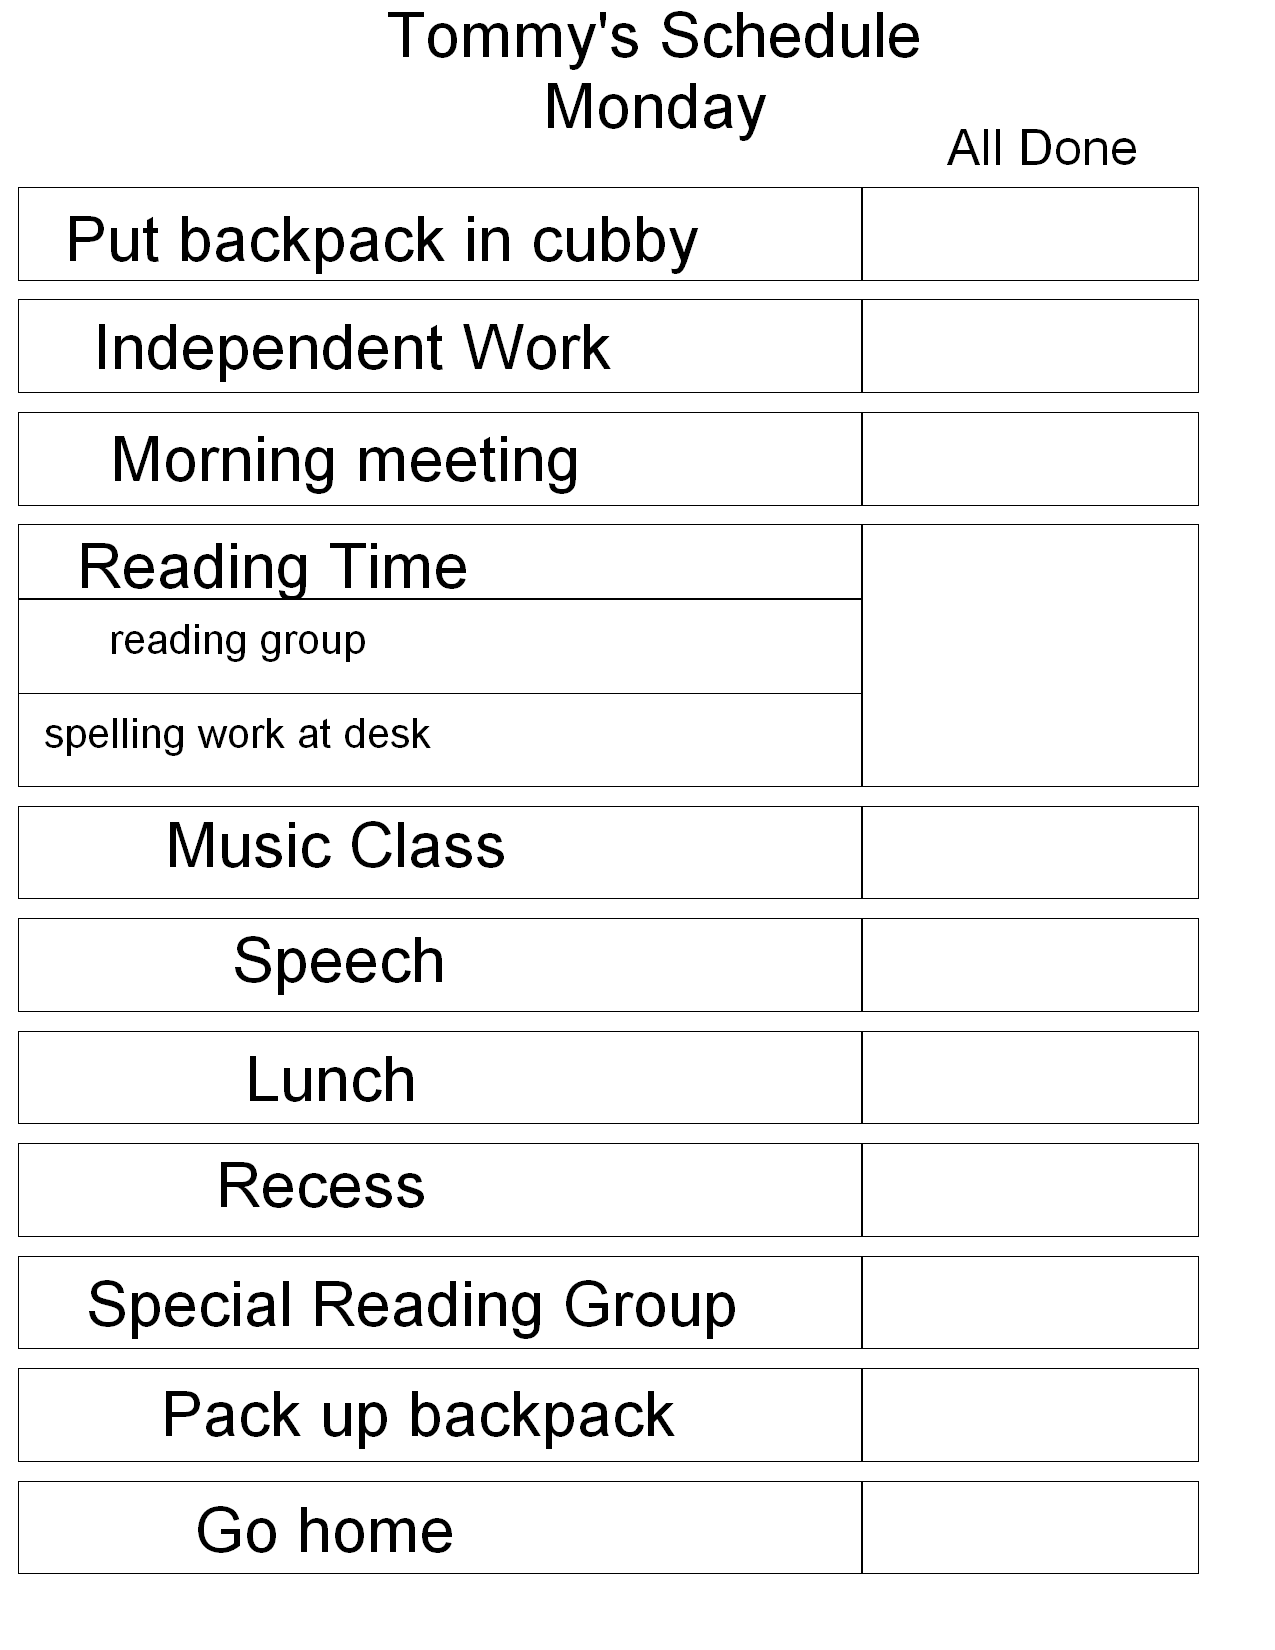 Tommy's Schedule
Monday
All Done
Put backpack in cubby
Independent Work
Morning meeting
Reading Time
reading group
spelling work at desk
Music Class
Speech
Lunch
Recess
Special Reading Group
Pack up backpack
Go home